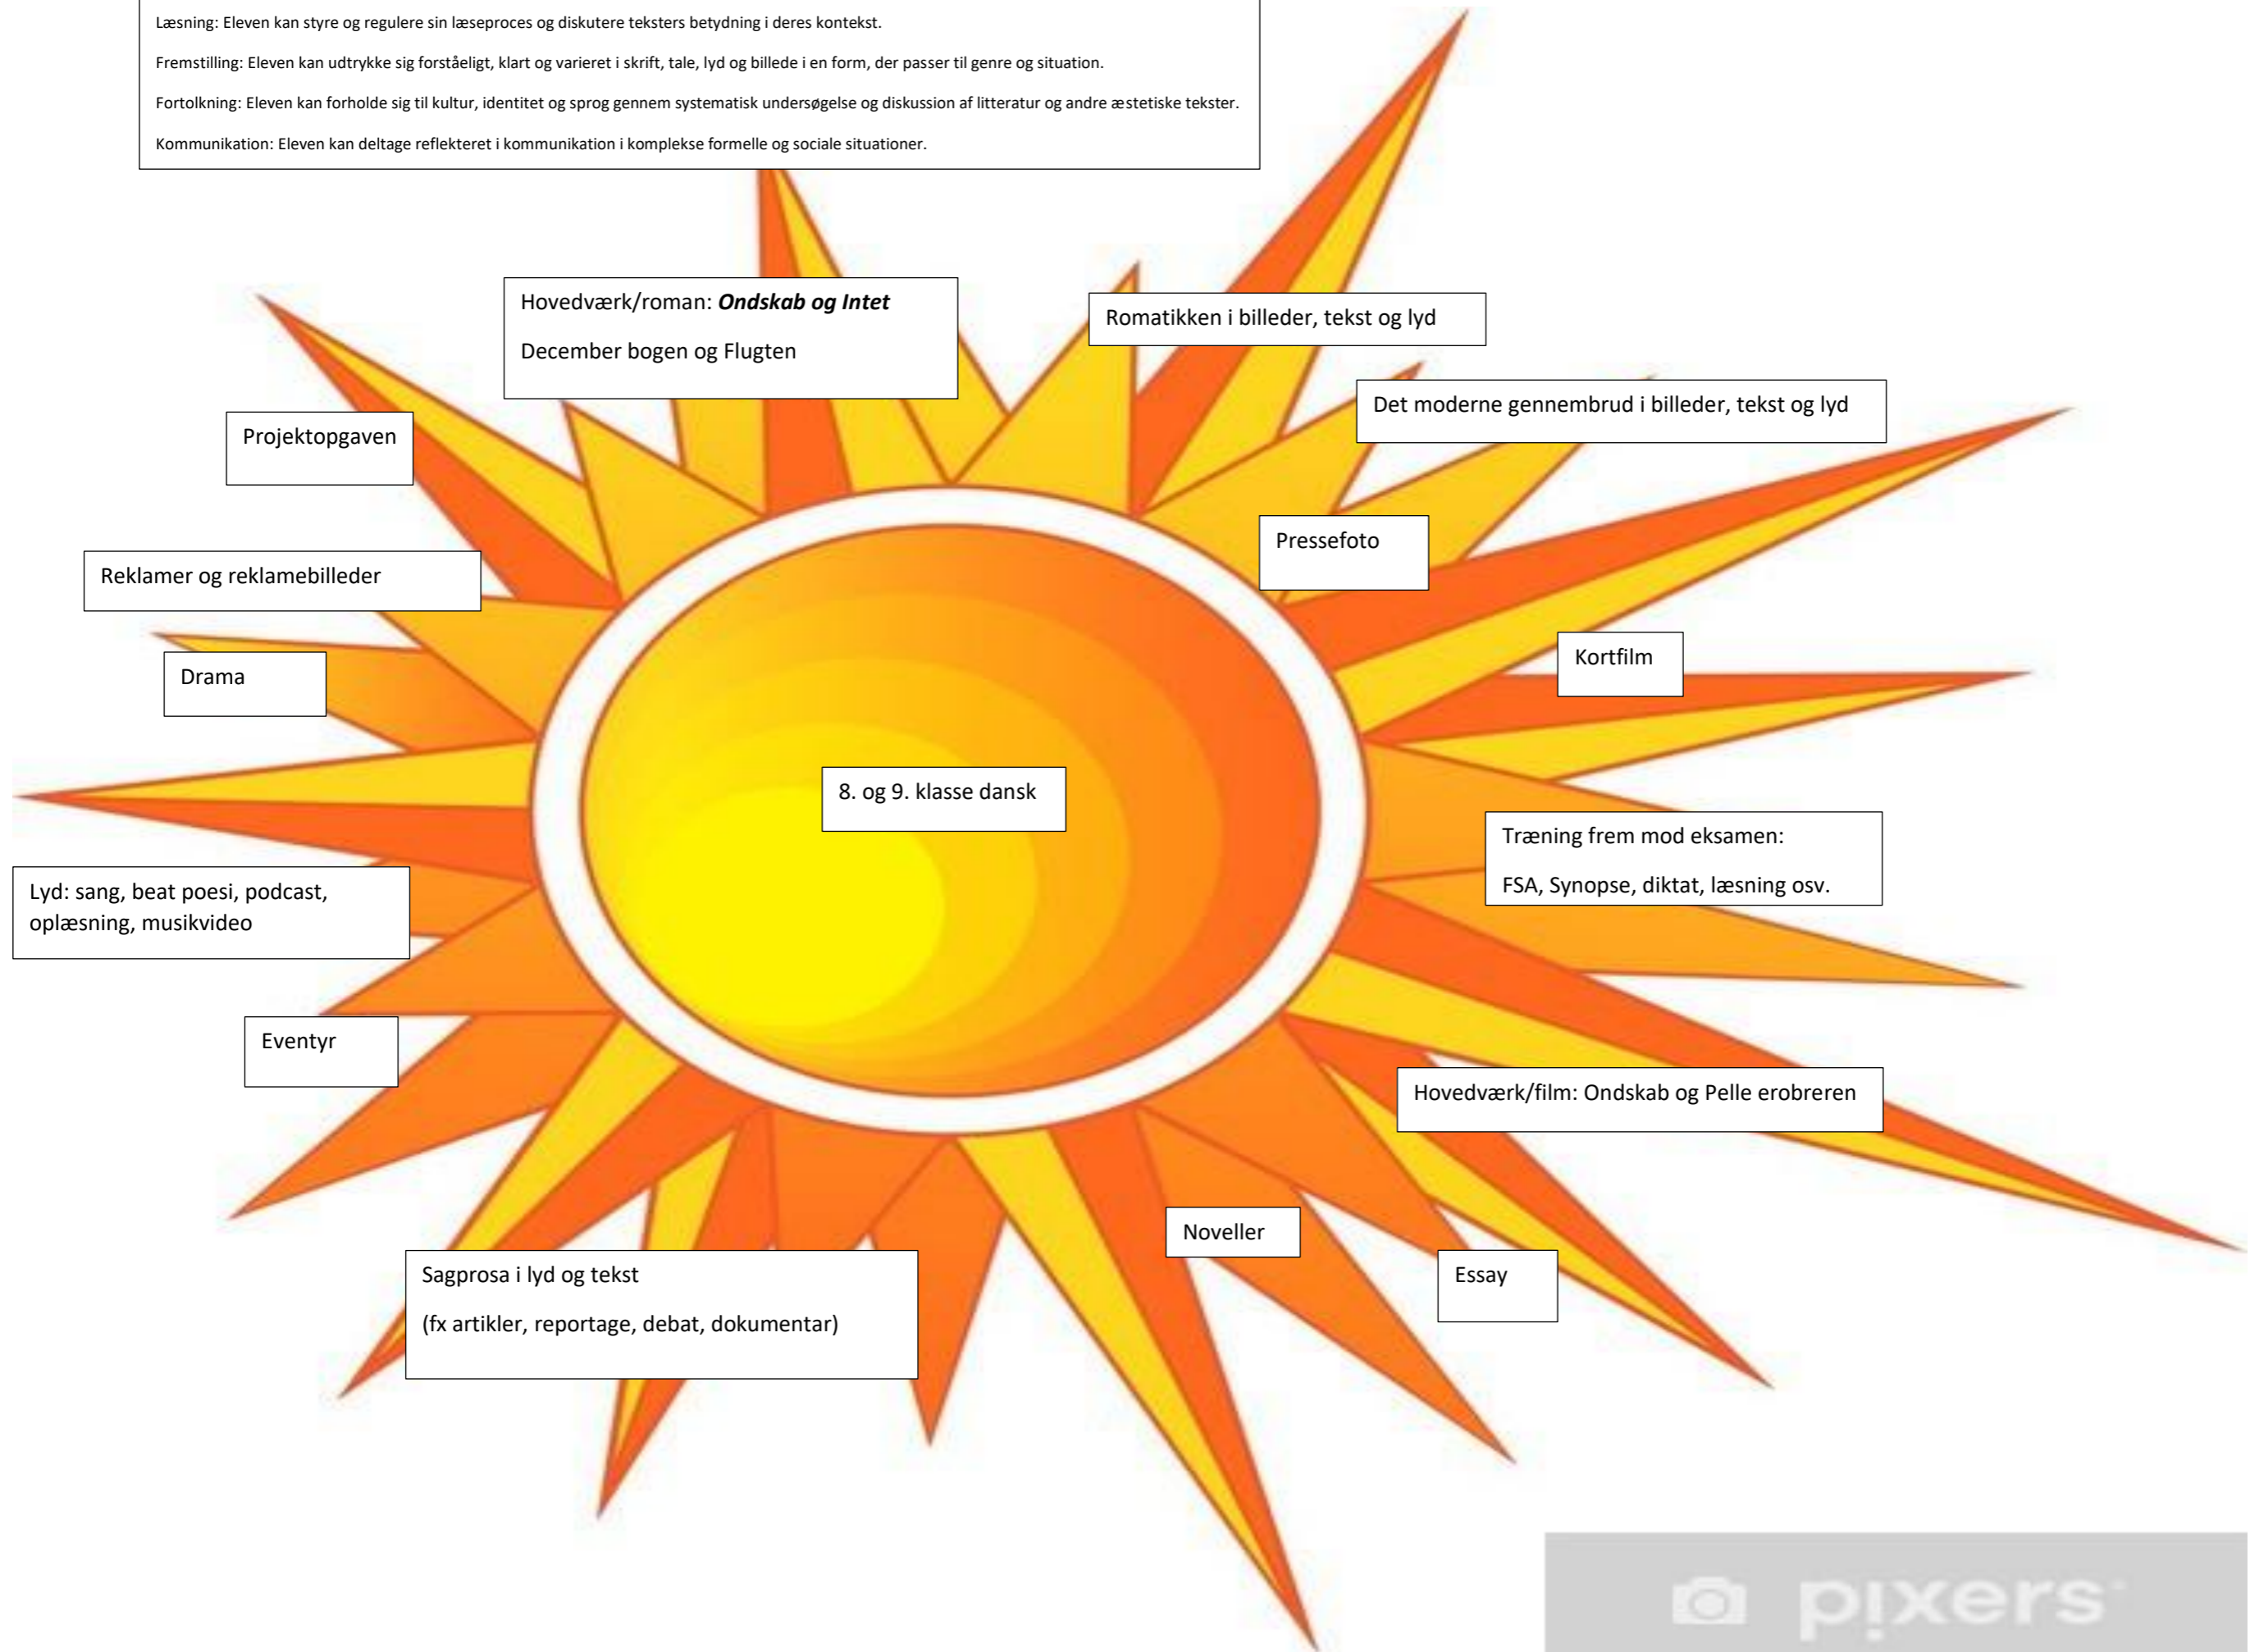 Læsning: Eleven kan styre og regulere sin læseproces og diskutere teksters betydning i deres kontekst.
Fremstilling: Eleven kan udtrykke sig forståeligt, klart og varieret i skrift, tale, lyd og billede i en form, der passer til genre og situation.
Fortolkning: Eleven kan forholde sig til kultur, identitet og sprog gennem systematisk undersøgelse og diskussion af litteratur og andre æstetiske tekster.
Kommunikation: Eleven kan deltage reflekteret i kommunikation i komplekse formelle og sociale situationer.
Hovedværk/roman: Ondskab og Intet
December bogen og Flugten
Romatikken i billeder, tekst og lyd
Det moderne gennembrud i billeder, tekst og lyd
Projektopgaven
Pressefoto
Reklamer og reklamebilleder
Kortfilm
Drama
8. og 9. klasse dansk
Træning frem mod eksamen:
FSA, Synopse, diktat, læsning osv.
Lyd: sang, beat poesi, podcast,
oplæsning, musikvideo
Eventyr
Hovedværk/film: Ondskab og Pelle erobreren
Noveller
Essay
Sagprosa i lyd og tekst
(fx artikler, reportage, debat, dokumentar)
pixers